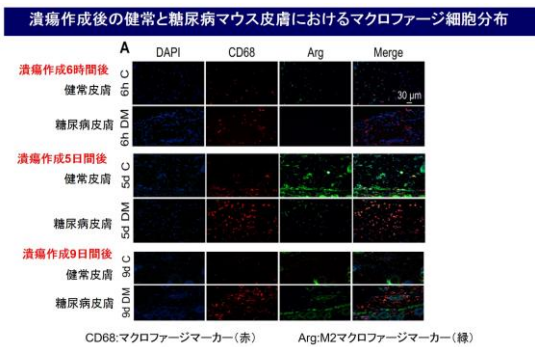 潰瘍作成後の健常と糖尿病マウス皮膚におけるマクロファージ細胞分布
A
DAPI CD68 Arg Merge
潰瘍作成6時間後
健常皮膚 6h C 30 μm
糖尿病皮膚 6h DM
潰瘍作成5日間後
健常皮膚 5d C
糖尿病皮膚 5d DM
潰瘍作成9日間後
健常皮膚 9d C
糖尿病皮膚 9d DM
CD68:マクロファージマーカー(赤) Arg:M2マクロファージマーカー(緑)